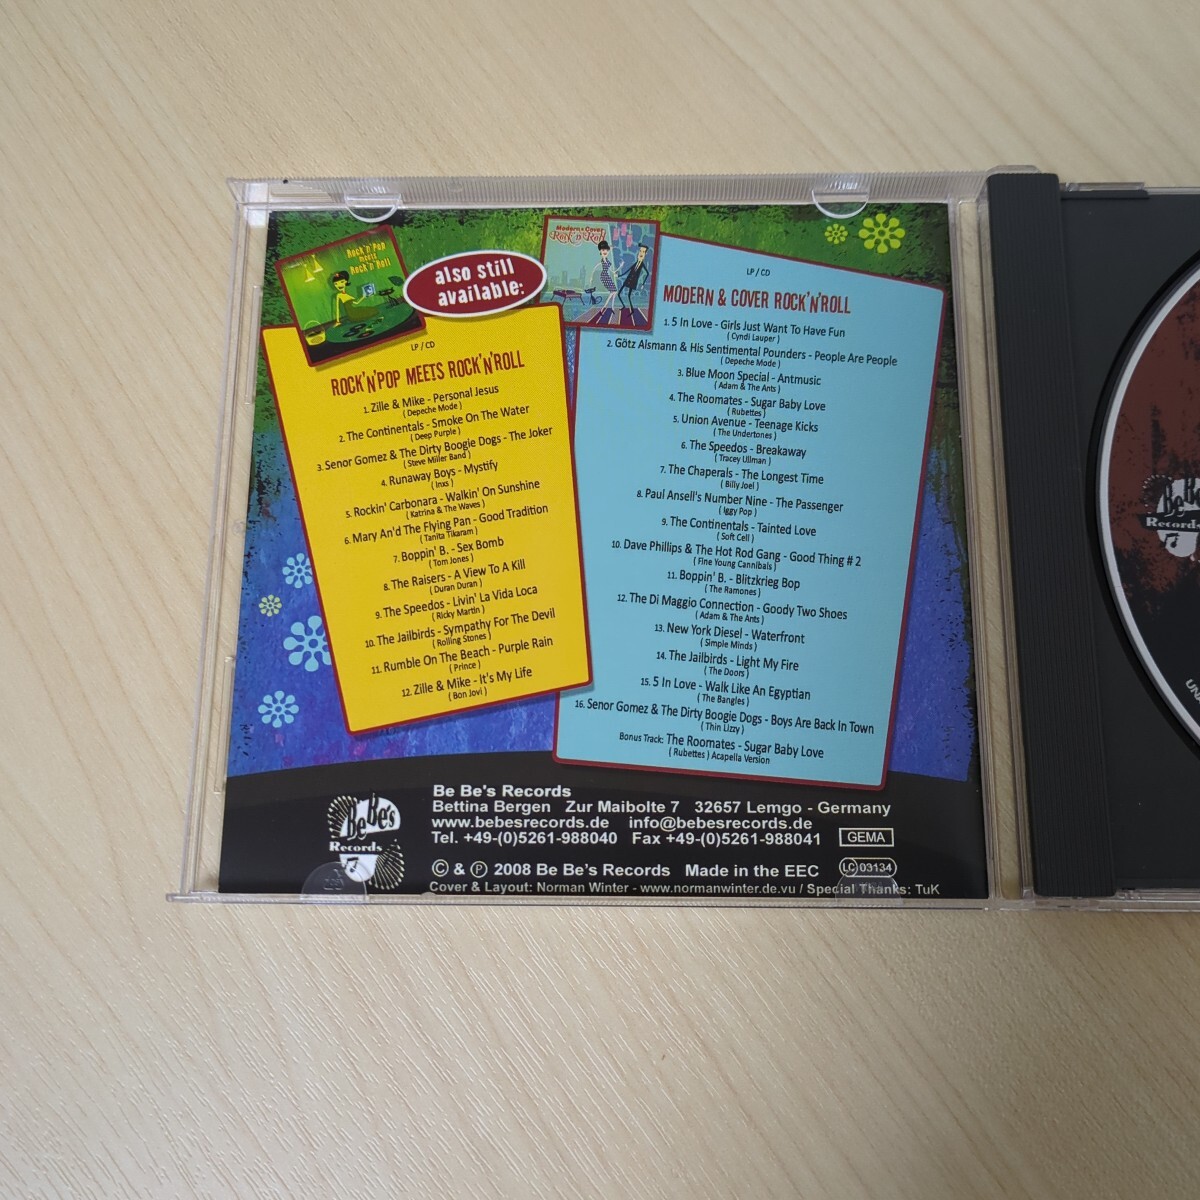 Rock'n'Pop
meets
Rock'n'Roll
also still
available:
LP / CD
ROCK'N'POP MEETS ROCK'N'ROLL
1. Zille & Mike - Personal Jesus
( Depeche Mode )
2. The Continentals - Smoke On The Water
( Deep Purple )
3. Senor Gomez & The Dirty Boogie Dogs - The Joker
( Steve Miller Band )
4. Runaway Boys - Mystify
( Inxs )
5. Rockin' Carbonara - Walkin' On Sunshine
( Katrina & The Waves )
6. Mary An'd The Flying Pan - Good Tradition
( Tanita Tikaram )
7. Boppin' B. - Sex Bomb
( Tom Jones )
8. The Raisers - A View To A Kill
( Duran Duran )
9. The Speedos - Livin' La Vida Loca
( Ricky Martin )
10. The Jailbirds - Sympathy For The Devil
( Rolling Stones )
11. Rumble On The Beach - Purple Rain
( Prince )
12. Zille & Mike - It's My Life
( Bon Jovi )
Modern & Cover
Rock'n'Roll
LP / CD
MODERN & COVER ROCK'N'ROLL
1. 5 In Love - Girls Just Want To Have Fun
( Cyndi Lauper )
2. Götz Alsmann & His Sentimental Pounders - People Are People
( Depeche Mode )
3. Blue Moon Special - Antmusic
( Adam & The Ants )
4. The Roomates - Sugar Baby Love
( Rubettes )
5. Union Avenue - Teenage Kicks
( The Undertones )
6. The Speedos - Breakaway
( Tracey Ullman )
7. The Chaperals - The Longest Time
( Billy Joel )
8. Paul Ansell's Number Nine - The Passenger
( Iggy Pop )
9. The Continentals - Tainted Love
( Soft Cell )
10. Dave Phillips & The Hot Rod Gang - Good Thing # 2
( Fine Young Cannibals )
11. Boppin' B. - Blitzkrieg Bop
( The Ramones )
12. The Di Maggio Connection - Goody Two Shoes
( Adam & The Ants )
13. New York Diesel - Waterfront
( Simple Minds )
14. The Jailbirds - Light My Fire
( The Doors )
15. 5 In Love - Walk Like An Egyptian
( The Bangles )
16. Senor Gomez & The Dirty Boogie Dogs - Boys Are Back In Town
( Thin Lizzy )
Bonus Track: The Roomates - Sugar Baby Love
( Rubettes ) Acapella Version
BeBe's
Records
Be Be's Records
Bettina Bergen Zur Maibolte 7 32657 Lemgo - Germany
www.bebesrecords.de info@bebesrecords.de
Tel. +49-(0)5261-988040 Fax +49-(0)5261-988041
GEMA
© & ℗ 2008 Be Be's Records Made in the EEC
LC 03134
Cover & Layout: Norman Winter - www.normanwinter.de.vu / Special Thanks: TuK
Records